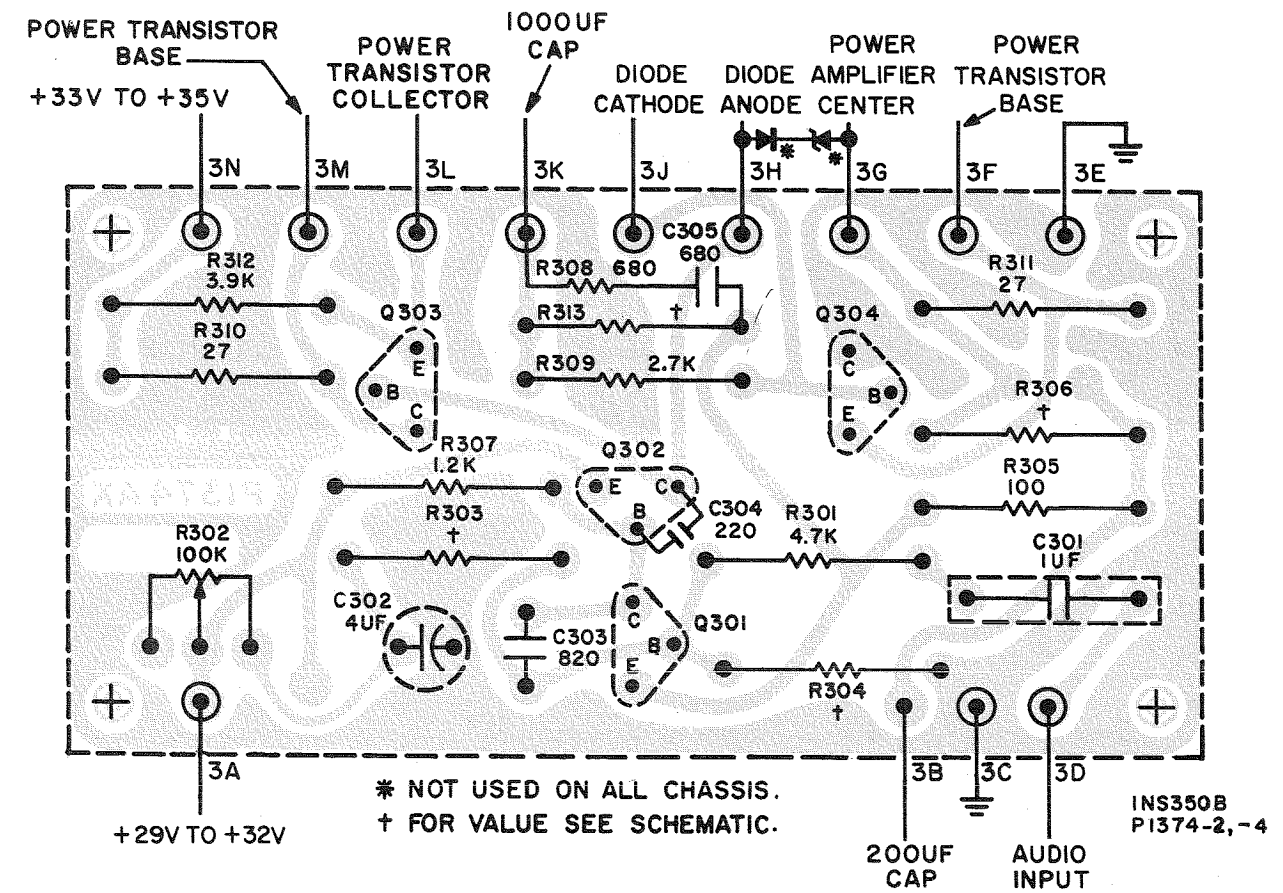 POWER TRANSISTOR
BASE
+33V TO +35V
POWER
TRANSISTOR
COLLECTOR
1000UF
CAP
DIODE
CATHODE
DIODE
ANODE
POWER
AMPLIFIER
CENTER
POWER
TRANSISTOR
BASE
* *
3N 3M 3L 3K 3J 3H 3G 3F 3E
R312
3.9K
R310
27
Q303
E
B
C
R308 680
C305
680
R313 †
R309 2.7K
Q304
C
B
E
R311
27
R306
†
R305
100
R307
1.2K
R303
†
Q302
E C
B
C304
220
R301
4.7K
C301
1UF
P1374AX
R302
100K
C302
4UF
C303
820
Q301
C
B
E
R304
†
3A 3B 3C 3D
+29V TO +32V
* NOT USED ON ALL CHASSIS.
† FOR VALUE SEE SCHEMATIC.
200UF
CAP
AUDIO
INPUT
INS350B
P1374-2,-4